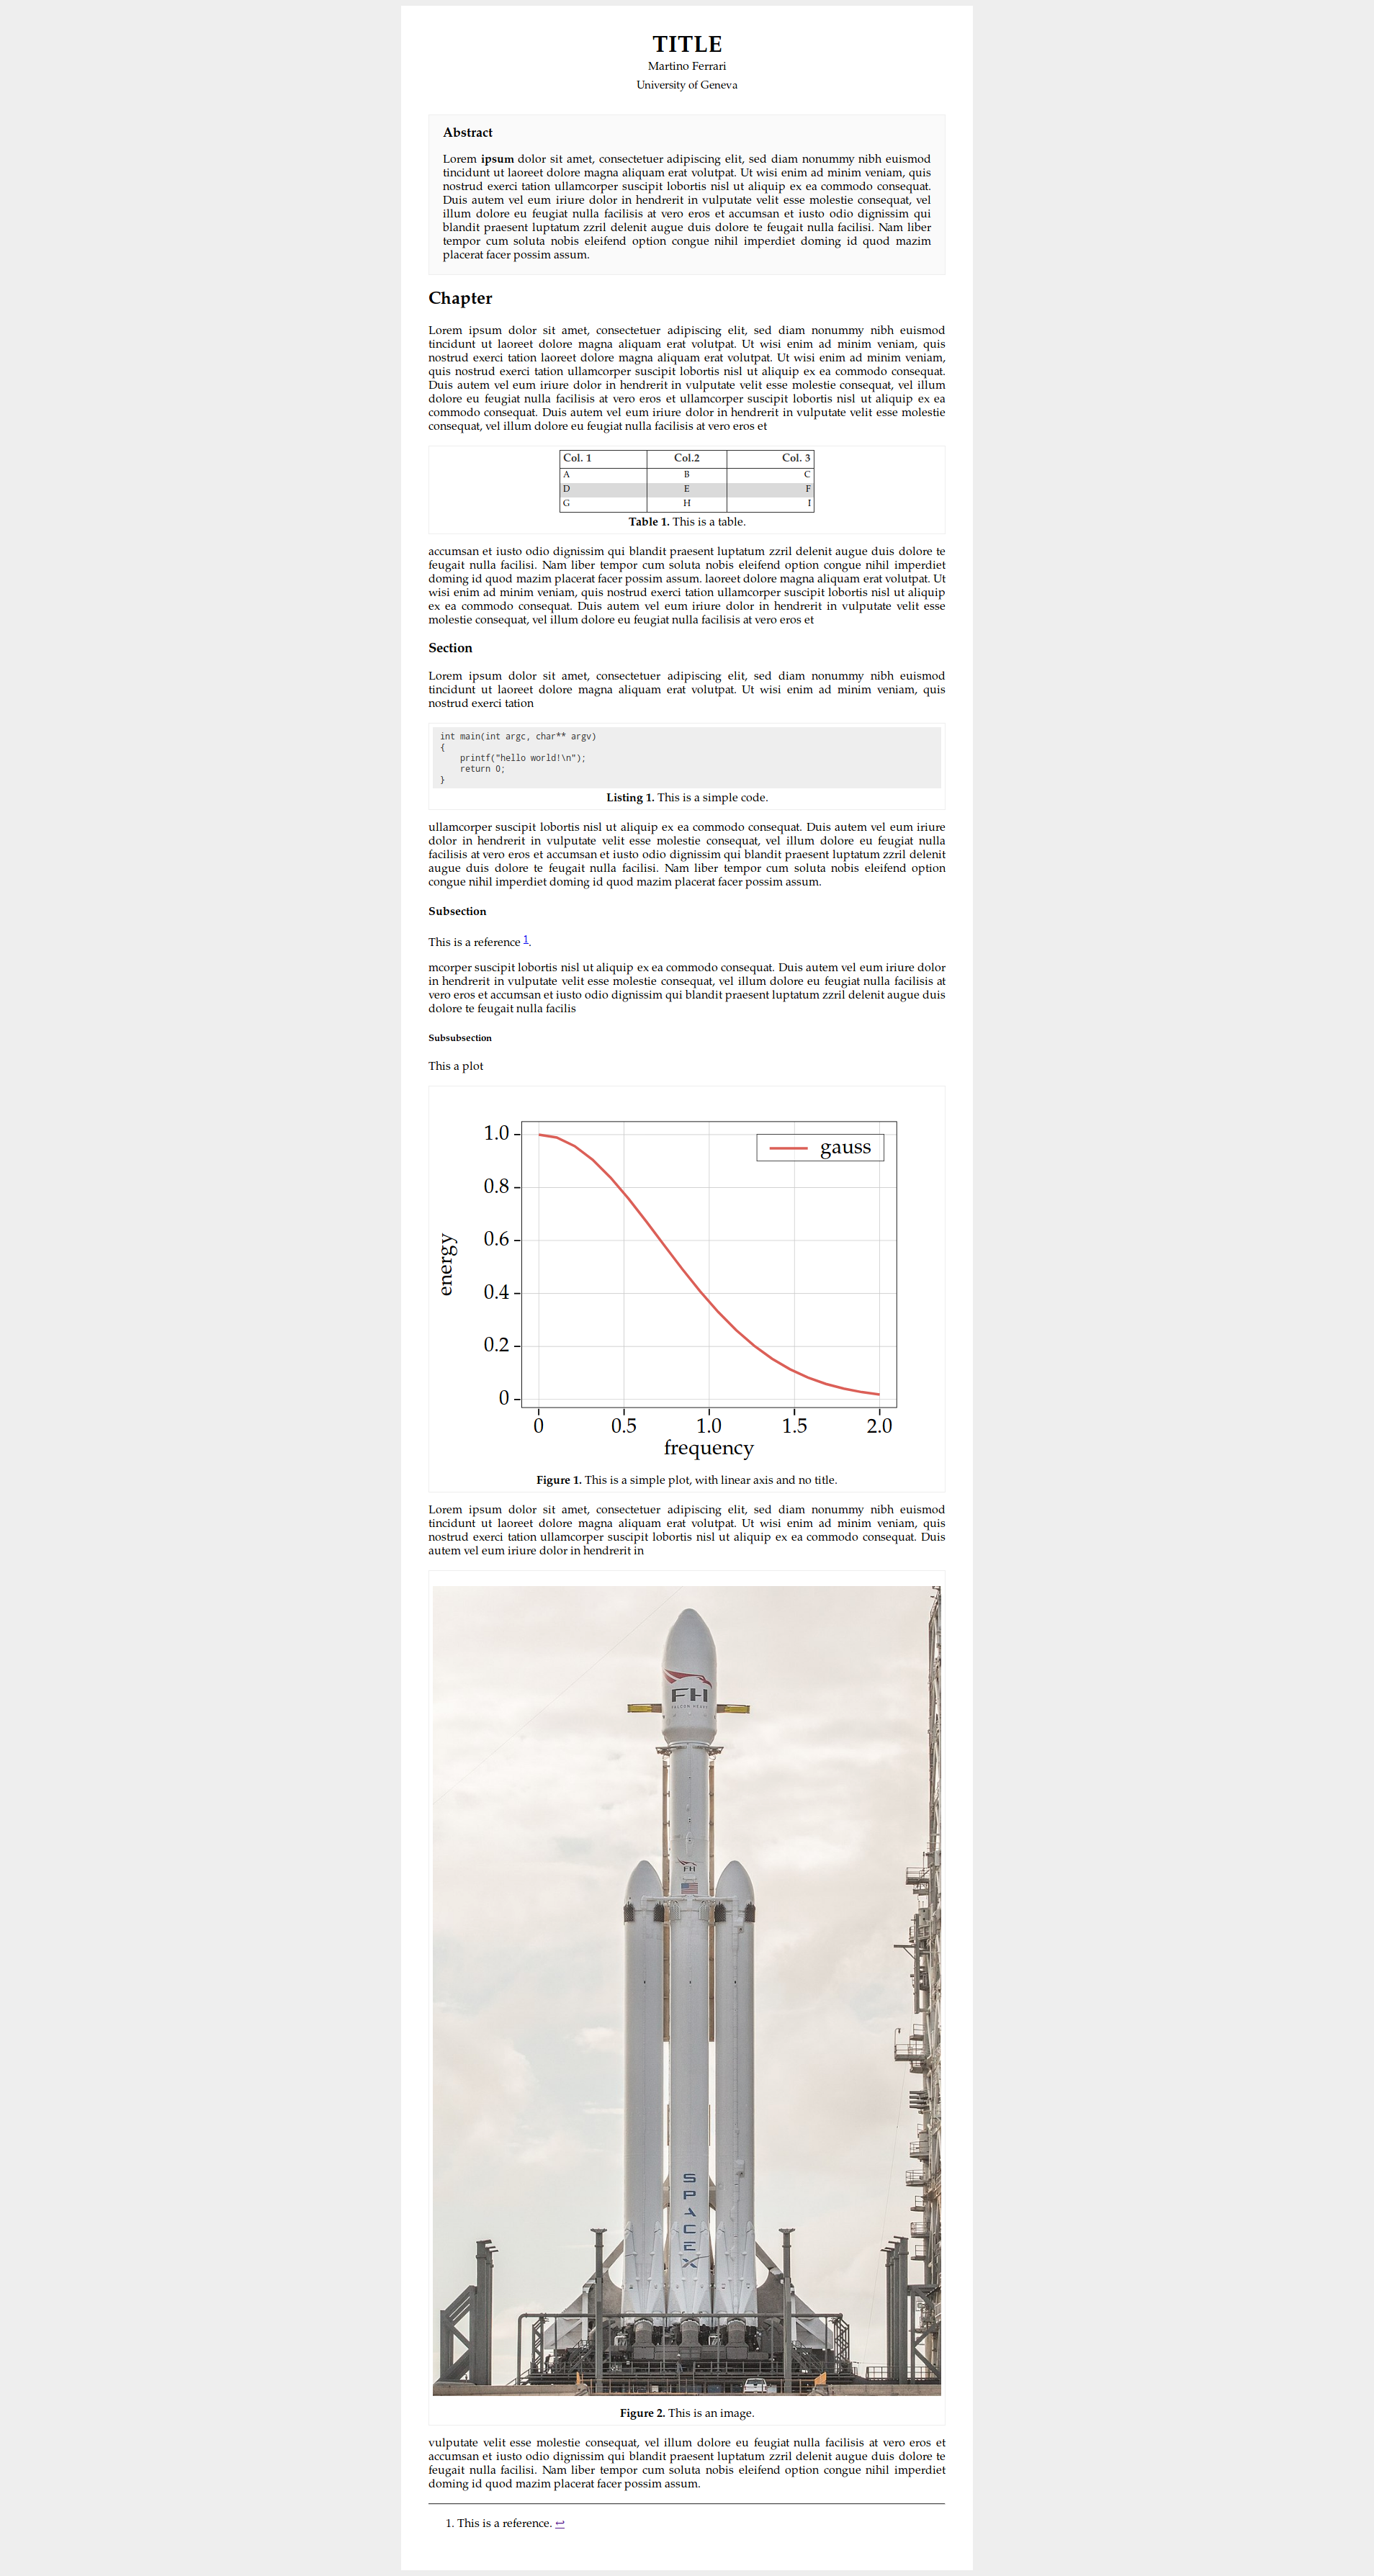 TITLE
Martino Ferrari
University of Geneva
Abstract
Lorem ipsum dolor sit amet, consectetuer adipiscing elit, sed diam nonummy nibh euismod
tincidunt ut laoreet dolore magna aliquam erat volutpat. Ut wisi enim ad minim veniam, quis
nostrud exerci tation ullamcorper suscipit lobortis nisl ut aliquip ex ea commodo consequat.
Duis autem vel eum iriure dolor in hendrerit in vulputate velit esse molestie consequat, vel
illum dolore eu feugiat nulla facilisis at vero eros et accumsan et iusto odio dignissim qui
blandit praesent luptatum zzril delenit augue duis dolore te feugait nulla facilisi. Nam liber
tempor cum soluta nobis eleifend option congue nihil imperdiet doming id quod mazim
placerat facer possim assum.
Chapter
Lorem ipsum dolor sit amet, consectetuer adipiscing elit, sed diam nonummy nibh euismod
tincidunt ut laoreet dolore magna aliquam erat volutpat. Ut wisi enim ad minim veniam, quis
nostrud exerci tation laoreet dolore magna aliquam erat volutpat. Ut wisi enim ad minim veniam,
quis nostrud exerci tation ullamcorper suscipit lobortis nisl ut aliquip ex ea commodo consequat.
Duis autem vel eum iriure dolor in hendrerit in vulputate velit esse molestie consequat, vel illum
dolore eu feugiat nulla facilisis at vero eros et ullamcorper suscipit lobortis nisl ut aliquip ex ea
commodo consequat. Duis autem vel eum iriure dolor in hendrerit in vulputate velit esse molestie
consequat, vel illum dolore eu feugiat nulla facilisis at vero eros et
Col. 1 Col.2 Col. 3
A B C
D E F
G H I
Table 1. This is a table.
accumsan et iusto odio dignissim qui blandit praesent luptatum zzril delenit augue duis dolore te
feugait nulla facilisi. Nam liber tempor cum soluta nobis eleifend option congue nihil imperdiet
doming id quod mazim placerat facer possim assum. laoreet dolore magna aliquam erat volutpat. Ut
wisi enim ad minim veniam, quis nostrud exerci tation ullamcorper suscipit lobortis nisl ut aliquip
ex ea commodo consequat. Duis autem vel eum iriure dolor in hendrerit in vulputate velit esse
molestie consequat, vel illum dolore eu feugiat nulla facilisis at vero eros et
Section
Lorem ipsum dolor sit amet, consectetuer adipiscing elit, sed diam nonummy nibh euismod
tincidunt ut laoreet dolore magna aliquam erat volutpat. Ut wisi enim ad minim veniam, quis
nostrud exerci tation
int main(int argc, char** argv)
{
printf("hello world!\n");
return 0;
}
Listing 1. This is a simple code.
ullamcorper suscipit lobortis nisl ut aliquip ex ea commodo consequat. Duis autem vel eum iriure
dolor in hendrerit in vulputate velit esse molestie consequat, vel illum dolore eu feugiat nulla
facilisis at vero eros et accumsan et iusto odio dignissim qui blandit praesent luptatum zzril delenit
augue duis dolore te feugait nulla facilisi. Nam liber tempor cum soluta nobis eleifend option
congue nihil imperdiet doming id quod mazim placerat facer possim assum.
Subsection
This is a reference 1.
mcorper suscipit lobortis nisl ut aliquip ex ea commodo consequat. Duis autem vel eum iriure dolor
in hendrerit in vulputate velit esse molestie consequat, vel illum dolore eu feugiat nulla facilisis at
vero eros et accumsan et iusto odio dignissim qui blandit praesent luptatum zzril delenit augue duis
dolore te feugait nulla facilis
Subsubsection
This a plot
1.0
gauss
0.8
0.6
energy
0.4
0.2
0
0 0.5 1.0 1.5 2.0
frequency
Figure 1. This is a simple plot, with linear axis and no title.
Lorem ipsum dolor sit amet, consectetuer adipiscing elit, sed diam nonummy nibh euismod
tincidunt ut laoreet dolore magna aliquam erat volutpat. Ut wisi enim ad minim veniam, quis
nostrud exerci tation ullamcorper suscipit lobortis nisl ut aliquip ex ea commodo consequat. Duis
autem vel eum iriure dolor in hendrerit in
FH
FALCON HEAVY
FH
SPACEX
Figure 2. This is an image.
vulputate velit esse molestie consequat, vel illum dolore eu feugiat nulla facilisis at vero eros et
accumsan et iusto odio dignissim qui blandit praesent luptatum zzril delenit augue duis dolore te
feugait nulla facilisi. Nam liber tempor cum soluta nobis eleifend option congue nihil imperdiet
doming id quod mazim placerat facer possim assum.
1. This is a reference. ↩